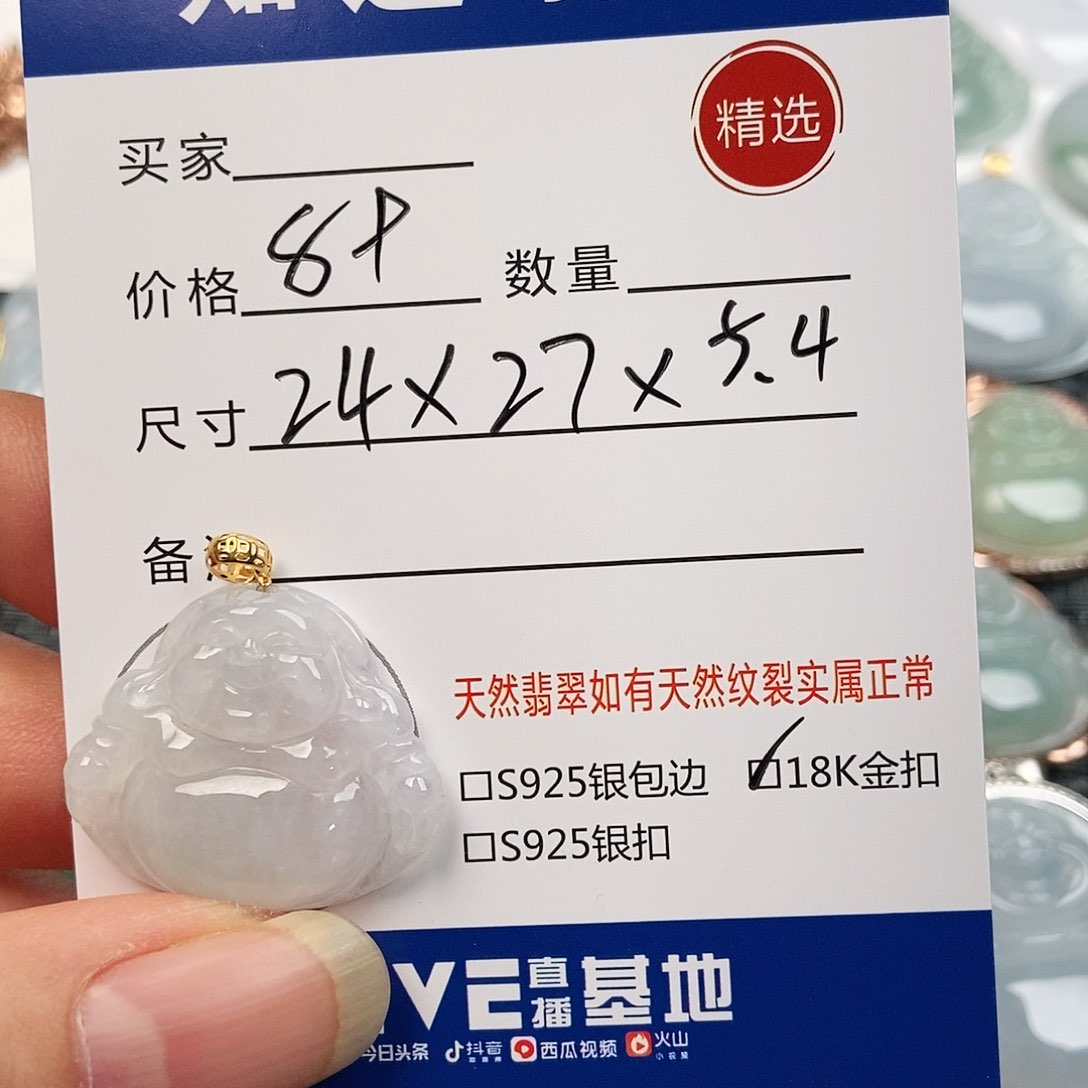 精选
买家
价格 8P 数量
尺寸 24×27×5.4
备
天然翡翠如有天然纹裂实属正常
□S925银包边 ☑18K金扣
□S925银扣
VE直播基地
今日头条 抖音 西瓜视频 火山